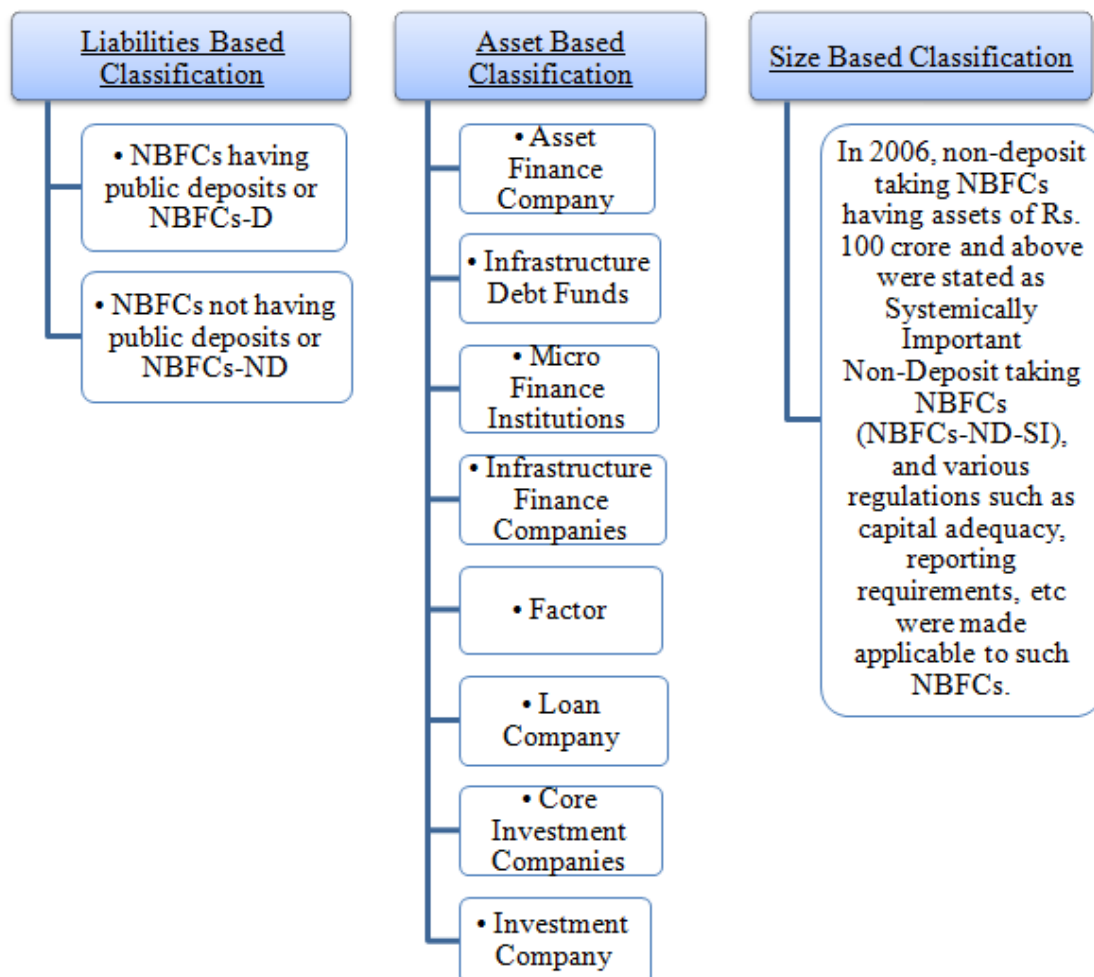 Liabilities Based
Classification
• NBFCs having
public deposits or
NBFCs-D
• NBFCs not having
public deposits or
NBFCs-ND
Asset Based
Classification
• Asset
Finance
Company
• Infrastructure
Debt Funds
• Micro
Finance
Institutions
• Infrastructure
Finance
Companies
• Factor
• Loan
Company
• Core
Investment
Companies
• Investment
Company
Size Based Classification
In 2006, non-deposit
taking NBFCs
having assets of Rs.
100 crore and above
were stated as
Systemically
Important
Non-Deposit taking
NBFCs
(NBFCs-ND-SI),
and various
regulations such as
capital adequacy,
reporting
requirements, etc
were made
applicable to such
NBFCs.